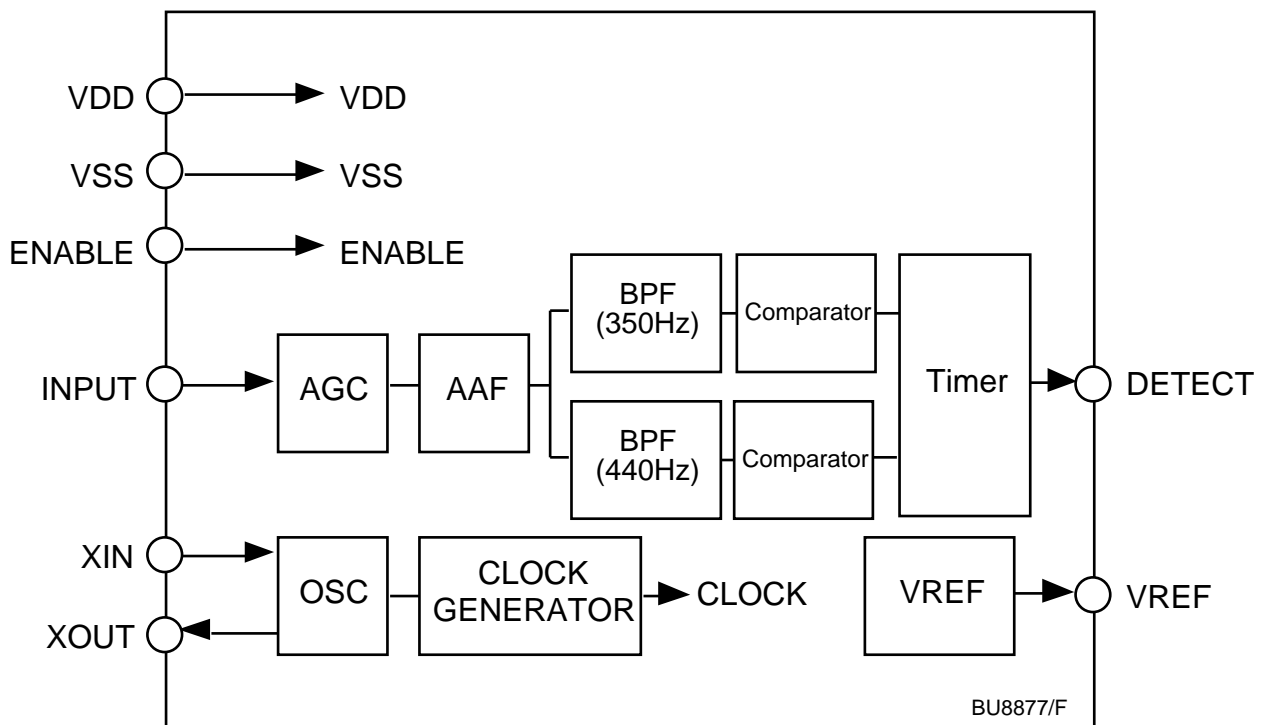 VDD
VDD
VSS
VSS
ENABLE
ENABLE
INPUT
AGC
AAF
BPF
(350Hz)
Comparator
BPF
(440Hz)
Comparator
Timer
DETECT
XIN
XOUT
OSC
CLOCK
GENERATOR
CLOCK
VREF
VREF
BU8877/F